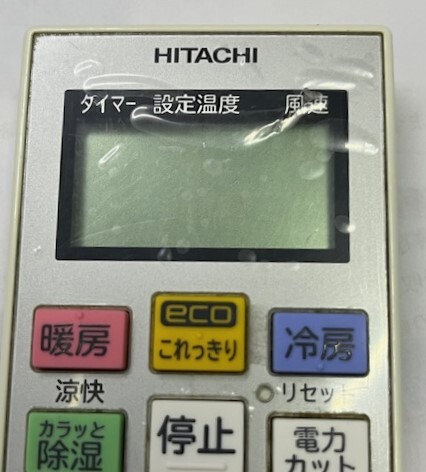 HITACHI
タイマー 設定温度 風速
暖房
eco
これっきり
冷房
涼快
リセット
カラッと
除湿
停止
電力
カット